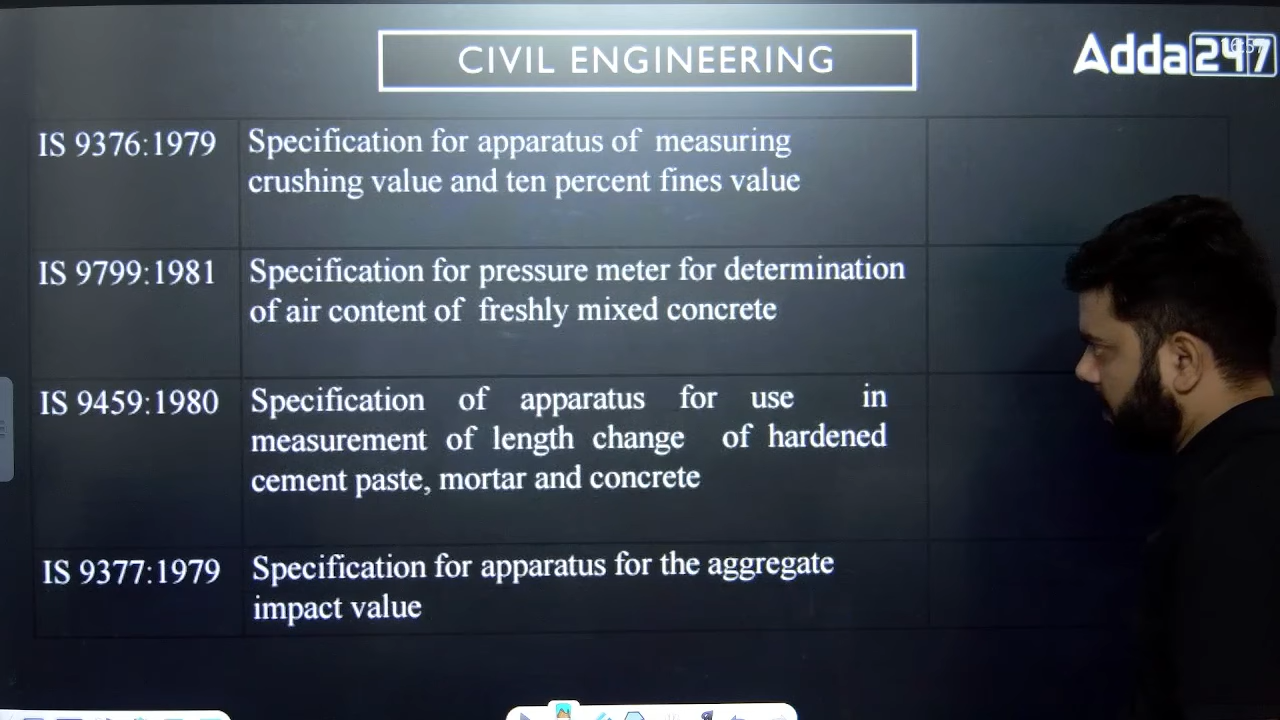 CIVIL ENGINEERING
Adda247
IS 9376:1979
Specification for apparatus of measuring
crushing value and ten percent fines value
IS 9799:1981
Specification for pressure meter for determination
of air content of freshly mixed concrete
IS 9459:1980
Specification of apparatus for use in
measurement of length change of hardened
cement paste, mortar and concrete
IS 9377:1979
Specification for apparatus for the aggregate
impact value